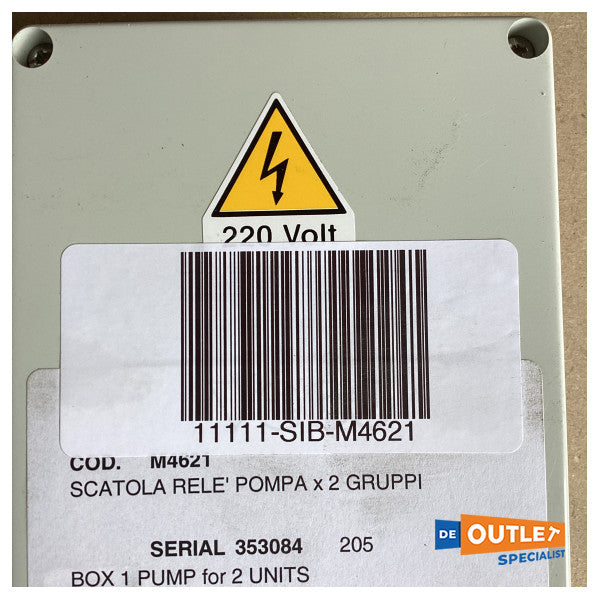 220 Volt
11111-SIB-M4621
COD. M4621
SCATOLA RELE' POMPA x 2 GRUPPI
SERIAL 353084 205
BOX 1 PUMP for 2 UNITS
DE OUTLET
SPECIALIST